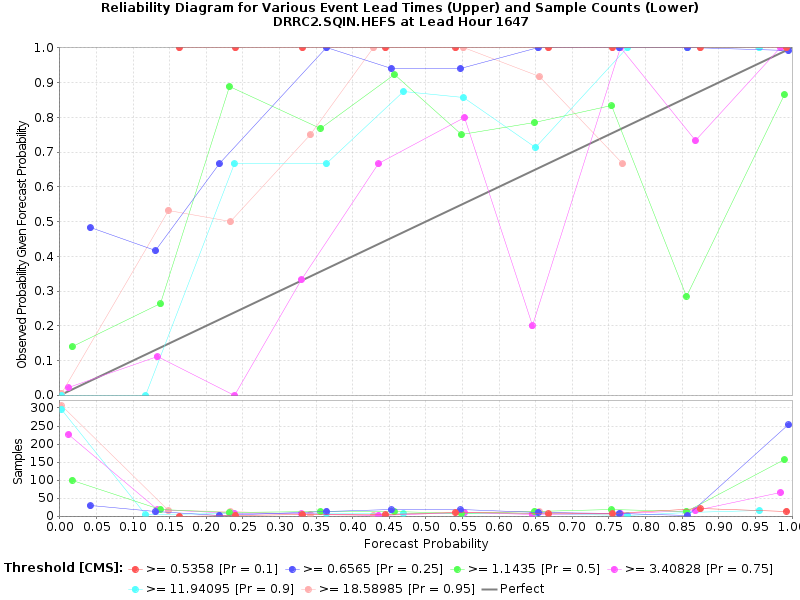 Reliability Diagram for Various Event Lead Times (Upper) and Sample Counts (Lower)
DRRC2.SQIN.HEFS at Lead Hour 1647
Observed Probability Given Forecast Probability
1.0
0.9
0.8
0.7
0.6
0.5
0.4
0.3
0.2
0.1
0.0
Samples
300
250
200
150
100
50
0
0.00 0.05 0.10 0.15 0.20 0.25 0.30 0.35 0.40 0.45 0.50 0.55 0.60 0.65 0.70 0.75 0.80 0.85 0.90 0.95 1.0
Forecast Probability
Threshold [CMS]: >= 0.5358 [Pr = 0.1] >= 0.6565 [Pr = 0.25] >= 1.1435 [Pr = 0.5] >= 3.40828 [Pr = 0.75]
>= 11.94095 [Pr = 0.9] >= 18.58985 [Pr = 0.95] Perfect